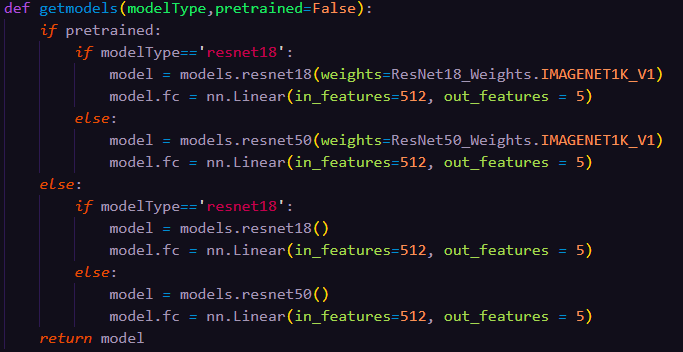 def getmodels(modelType,pretrained=False):
    if pretrained:
        if modelType=='resnet18':
            model = models.resnet18(weights=ResNet18_Weights.IMAGENET1K_V1)
            model.fc = nn.Linear(in_features=512, out_features = 5)
        else:
            model = models.resnet50(weights=ResNet50_Weights.IMAGENET1K_V1)
            model.fc = nn.Linear(in_features=512, out_features = 5)
    else:
        if modelType=='resnet18':
            model = models.resnet18()
            model.fc = nn.Linear(in_features=512, out_features = 5)
        else:
            model = models.resnet50()
            model.fc = nn.Linear(in_features=512, out_features = 5)
    return model